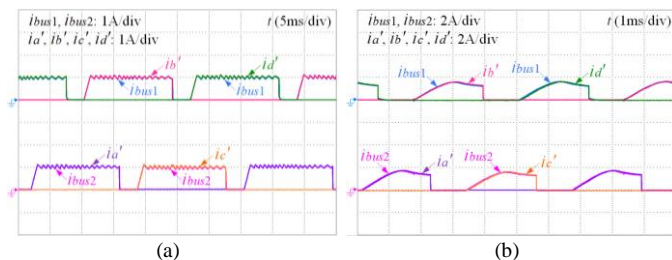 ibus1, ibus2: 1A/div
t (5ms/div)
ia′, ib′, ic′, id′: 1A/div
ib′
id′
ibus1
ibus1
ia′
ic′
ibus2
ibus2
(a)
ibus1, ibus2: 2A/div
t (1ms/div)
ia′, ib′, ic′, id′: 2A/div
ibus1
ib′
ibus1
id′
ibus2
ia′
ibus2
ic′
(b)